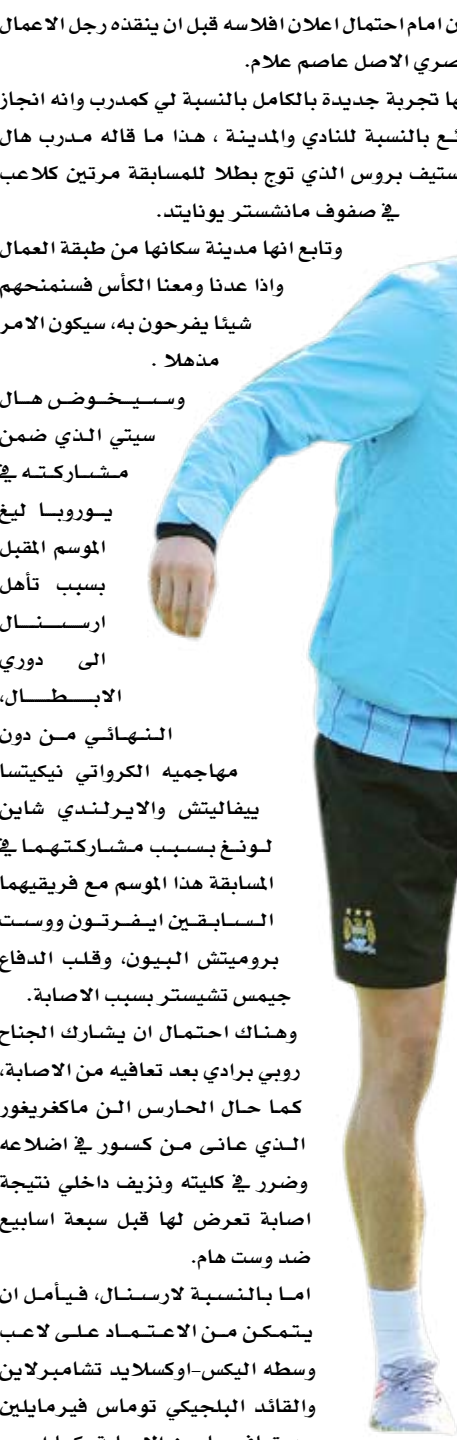 ن امام احتمال اعلان افلاسه قبل ان ينقذه رجل الاعمال
صري الاصل عاصم علام.
ها تجربة جديدة بالكامل بالنسبة لي كمدرب وانه انجاز
ئع بالنسبة للنادي والمدينة ، هذا ما قاله مدرب هال
ستيف بروس الذي توج بطلا للمسابقة مرتين كلاعب
في صفوف مانشستر يونايتد.
وتابع انها مدينة سكانها من طبقة العمال
واذا عدنا ومعنا الكأس فسنمنحهم
شيئا يفرحون به، سيكون الامر
مذهلا .
وسيخوض هال
سيتي الذي ضمن
مشاركته في
يوروبا ليغ
الموسم المقبل
بسبب تأهل
ارسنال
الى دوري
الابطال،
النهائي من دون
مهاجميه الكرواتي نيكيتسا
ييفاليتش والايرلندي شاين
لونغ بسبب مشاركتهما في
المسابقة هذا الموسم مع فريقيهما
السابقين ايفرتون ووست
بروميتش البيون، وقلب الدفاع
جيمس تشيستر بسبب الاصابة.
وهناك احتمال ان يشارك الجناح
روبي برادي بعد تعافيه من الاصابة،
كما حال الحارس الن ماكغريغور
الذي عانى من كسور في اضلاعه
وضرر في كليته ونزيف داخلي نتيجة
اصابة تعرض لها قبل سبعة اسابيع
ضد وست هام.
اما بالنسبة لارسنال، فيأمل ان
يتمكن من الاعتماد على لاعب
وسطه اليكس-اوكسلايد تشامبرلاين
والقائد البلجيكي توماس فيرمايلين